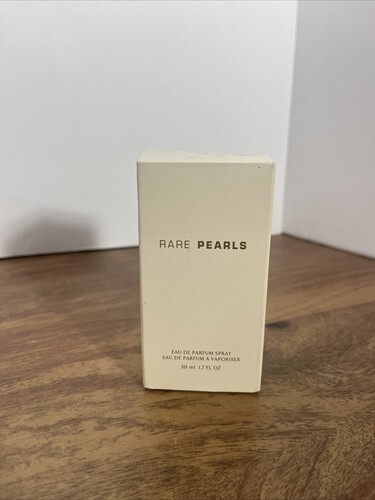 RARE PEARLS
EAU DE PARFUM SPRAY
EAU DE PARFUM À VAPORISER
50 ml 1.7 FL OZ